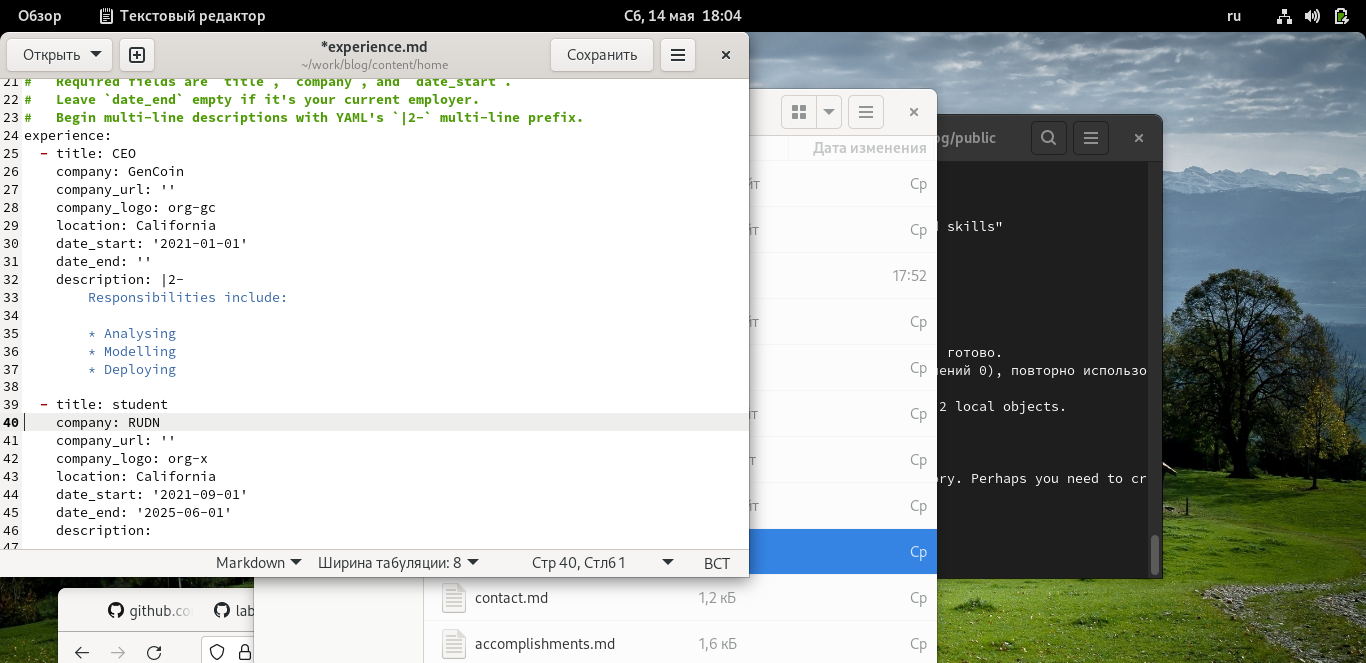 Обзор Текстовый редактор Сб, 14 мая 18:04 ru
Открыть *experience.md Сохранить
~/work/blog/content/home
21 #   Required fields are `title`, `company`, and `date_start`.
22 #   Leave `date_end` empty if it's your current employer.
23 #   Begin multi-line descriptions with YAML's `|2-` multi-line prefix.
24 experience:
25   - title: CEO
26     company: GenCoin
27     company_url: ''
28     company_logo: org-gc
29     location: California
30     date_start: '2021-01-01'
31     date_end: ''
32     description: |2-
33         Responsibilities include:
34
35         * Analysing
36         * Modelling
37         * Deploying
38
39   - title: student
40     company: RUDN
41     company_url: ''
42     company_logo: org-x
43     location: California
44     date_start: '2021-09-01'
45     date_end: '2025-06-01'
46     description:
47
Markdown Ширина табуляции: 8 Стр 40, Стлб 1 ВСТ
Дата изменения
Ср
Ср
17:52
Ср
Ср
Ср
Ср
Ср
Ср
contact.md 1,2 кБ Ср
accomplishments.md 1,6 кБ Ср
og/public
skills"
готово.
ений 0), повторно использо
2 local objects.
ory. Perhaps you need to cr
github.co lab